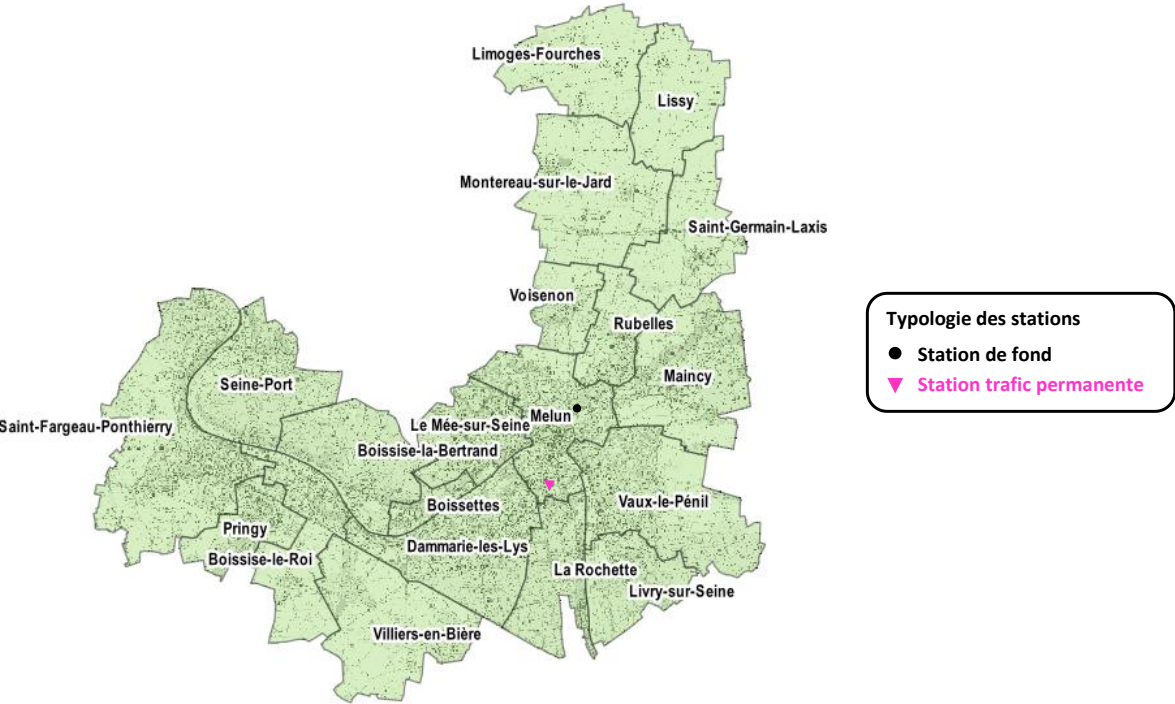 Limoges-Fourches
Lissy
Montereau-sur-le-Jard
Saint-Germain-Laxis
Voisenon
Rubelles
Maincy
Seine-Port
Saint-Fargeau-Ponthierry
Le Mée-sur-Seine
Melun
Boissise-la-Bertrand
Boissettes
Vaux-le-Pénil
Pringy
Boissise-le-Roi
Dammarie-les-Lys
La Rochette
Livry-sur-Seine
Villiers-en-Bière
Typologie des stations
Station de fond
Station trafic permanente